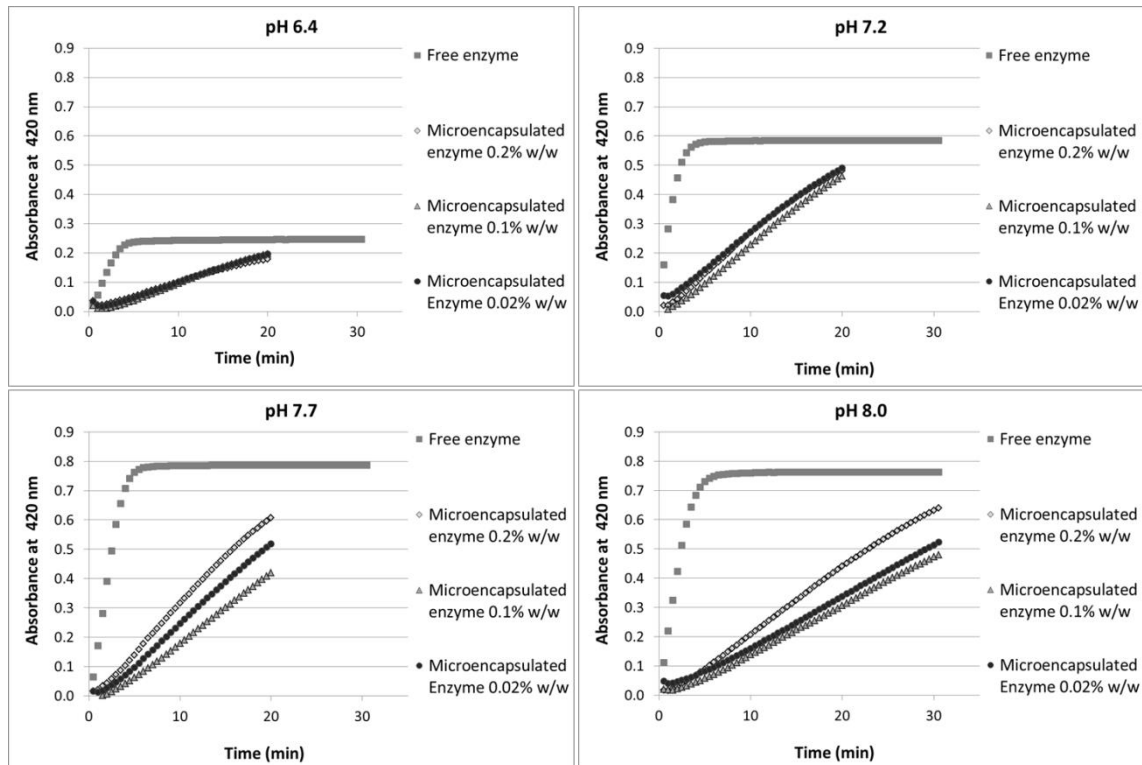 pH 6.4
Absorbance at 420 nm
0.9
0.8
0.7
0.6
0.5
0.4
0.3
0.2
0.1
0.0
0
10
20
30
Time (min)
Free enzyme
Microencapsulated
enzyme 0.2% w/w
Microencapsulated
enzyme 0.1% w/w
Microencapsulated
Enzyme 0.02% w/w
pH 7.2
Absorbance at 420 nm
0.9
0.8
0.7
0.6
0.5
0.4
0.3
0.2
0.1
0.0
0
10
20
30
Time (min)
Free enzyme
Microencapsulated
enzyme 0.2% w/w
Microencapsulated
enzyme 0.1% w/w
Microencapsulated
Enzyme 0.02% w/w
pH 7.7
Absorbance at 420 nm
0.9
0.8
0.7
0.6
0.5
0.4
0.3
0.2
0.1
0.0
0
10
20
30
Time (min)
Free enzyme
Microencapsulated
enzyme 0.2% w/w
Microencapsulated
enzyme 0.1% w/w
Microencapsulated
Enzyme 0.02% w/w
pH 8.0
Absorbance at 420 nm
0.9
0.8
0.7
0.6
0.5
0.4
0.3
0.2
0.1
0.0
0
10
20
30
Time (min)
Free enzyme
Microencapsulated
enzyme 0.2% w/w
Microencapsulated
enzyme 0.1% w/w
Microencapsulated
Enzyme 0.02% w/w